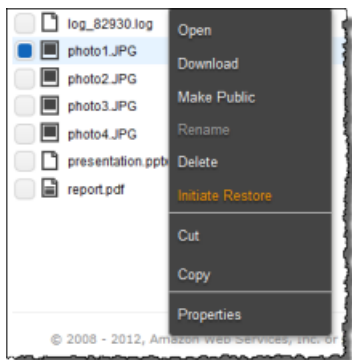 log_82930.log
photo1.JPG
photo2.JPG
photo3.JPG
photo4.JPG
presentation.ppt
report.pdf
Open
Download
Make Public
Rename
Delete
Initiate Restore
Cut
Copy
Properties
© 2008 - 2012, Amazon Web Services, Inc. or